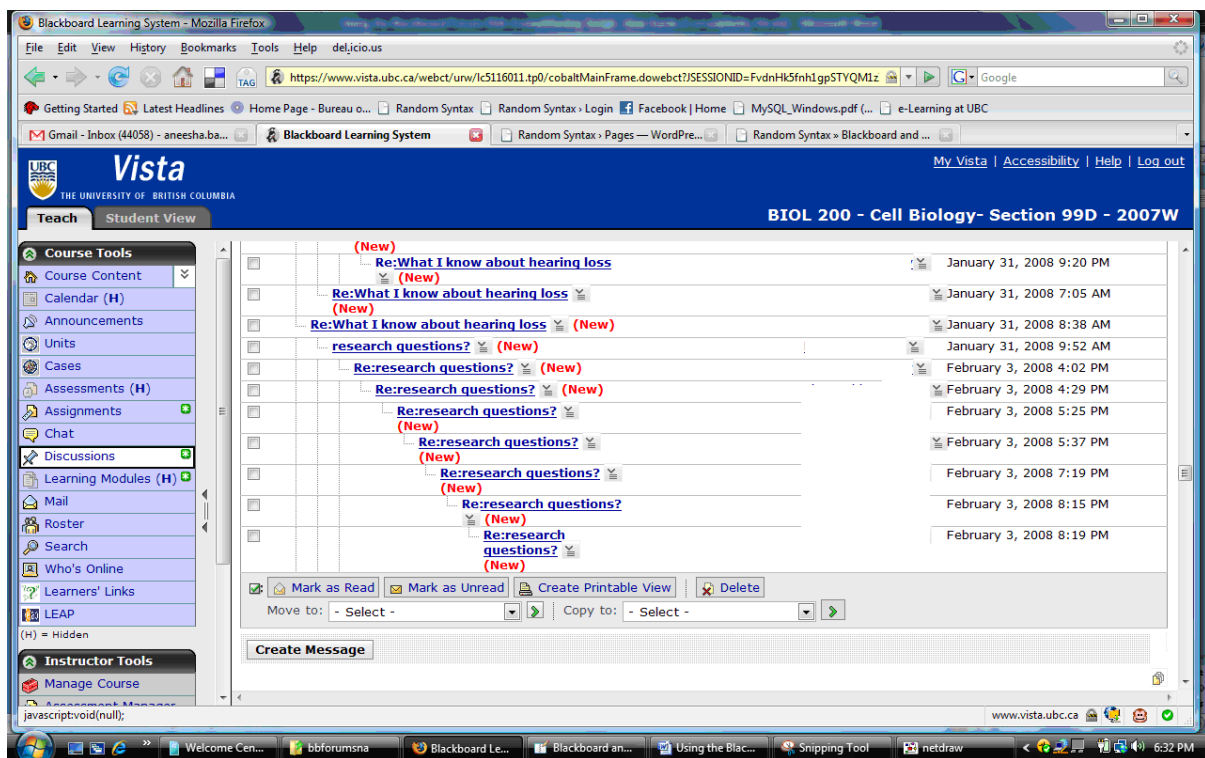 Blackboard Learning System - Mozilla Firefox
File Edit View History Bookmarks Tools Help del.icio.us
TAG https://www.vista.ubc.ca/webct/urw/lc5116011.tp0/cobaltMainFrame.dowebct?JSESSIONID=FvdnHk5fnh1gpSTYQM1z G Google
Getting Started Latest Headlines Home Page - Bureau o... Random Syntax Random Syntax › Login Facebook | Home MySQL_Windows.pdf (... e-Learning at UBC
Gmail - Inbox (44058) - aneesha.ba... Blackboard Learning System Random Syntax › Pages — WordPre... Random Syntax » Blackboard and ...
UBC Vista My Vista | Accessibility | Help | Log out
THE UNIVERSITY OF BRITISH COLUMBIA
Teach Student View BIOL 200 - Cell Biology- Section 99D - 2007W
Course Tools
Course Content
Calendar (H)
Announcements
Units
Cases
Assessments (H)
Assignments
Chat
Discussions
Learning Modules (H)
Mail
Roster
Search
Who's Online
Learners' Links
LEAP
(H) = Hidden
Instructor Tools
Manage Course
Assessment Manager
(New)
Re:What I know about hearing loss January 31, 2008 9:20 PM
(New)
Re:What I know about hearing loss January 31, 2008 7:05 AM
(New)
Re:What I know about hearing loss (New) January 31, 2008 8:38 AM
research questions? (New) January 31, 2008 9:52 AM
Re:research questions? (New) February 3, 2008 4:02 PM
Re:research questions? (New) February 3, 2008 4:29 PM
Re:research questions? February 3, 2008 5:25 PM
(New)
Re:research questions? February 3, 2008 5:37 PM
(New)
Re:research questions? February 3, 2008 7:19 PM
(New)
Re:research questions? February 3, 2008 8:15 PM
(New)
Re:research February 3, 2008 8:19 PM
questions?
(New)
Mark as Read Mark as Unread Create Printable View Delete
Move to: - Select - Copy to: - Select -
Create Message
javascript:void(null); www.vista.ubc.ca
Welcome Cen... bbforumsna Blackboard Le... Blackboard an... Using the Blac... Snipping Tool netdraw 6:32 PM